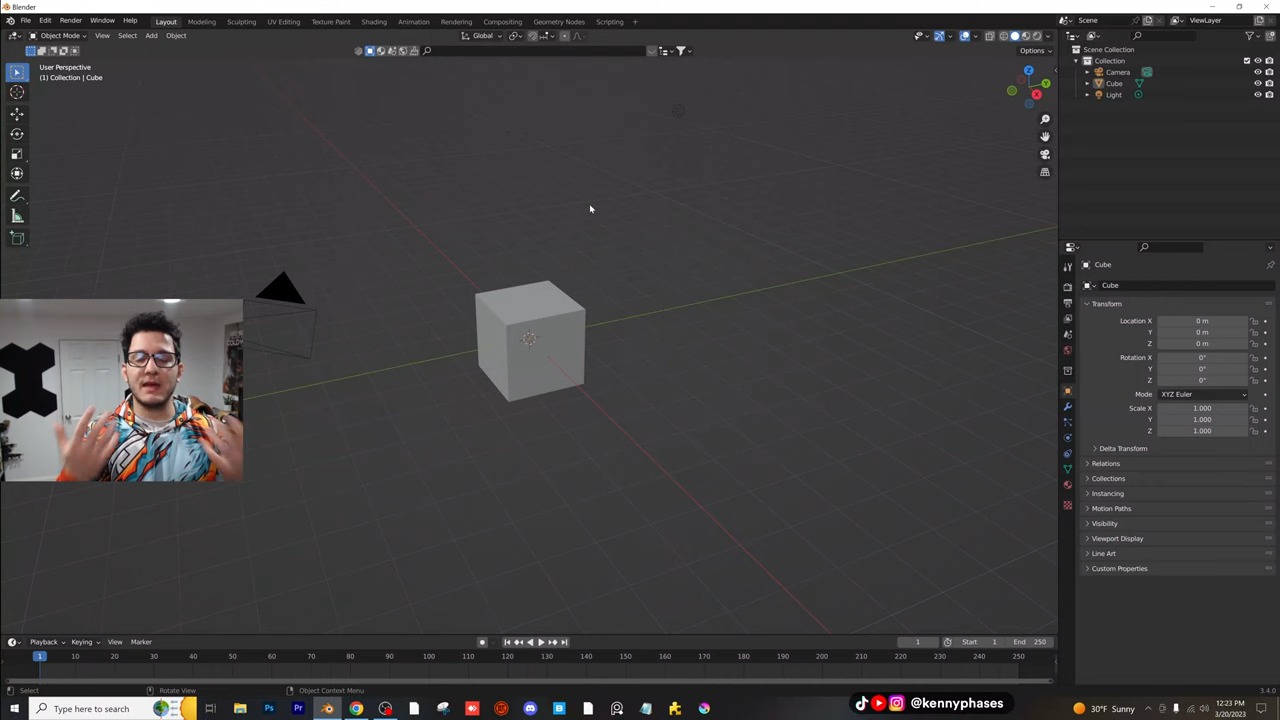 Blender
File Edit Render Window Help Layout Modeling Sculpting UV Editing Texture Paint Shading Animation Rendering Compositing Geometry Nodes Scripting + Scene ViewLayer
Object Mode View Select Add Object Global
Options
User Perspective
(1) Collection | Cube
Scene Collection
Collection
Camera
Cube
Light
X
Y
Z
Cube
Cube
Transform
Location X 0 m
Y 0 m
Z 0 m
Rotation X 0°
Y 0°
Z 0°
Mode XYZ Euler
Scale X 1.000
Y 1.000
Z 1.000
Delta Transform
Relations
Collections
Instancing
Motion Paths
Visibility
Viewport Display
Line Art
Custom Properties
Playback Keying View Marker 1 Start 1 End 250
1 10 20 30 40 50 60 70 80 90 100 110 120 130 140 150 160 170 180 190 200 210 220 230 240 250
Select Rotate View Object Context Menu 3.4.0
Type here to search Ps Pr @kennyphases 30°F Sunny 12:23 PM
3/20/2023